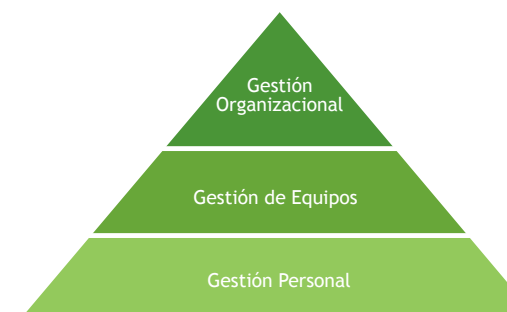 Gestión
Organizacional
Gestión de Equipos
Gestión Personal